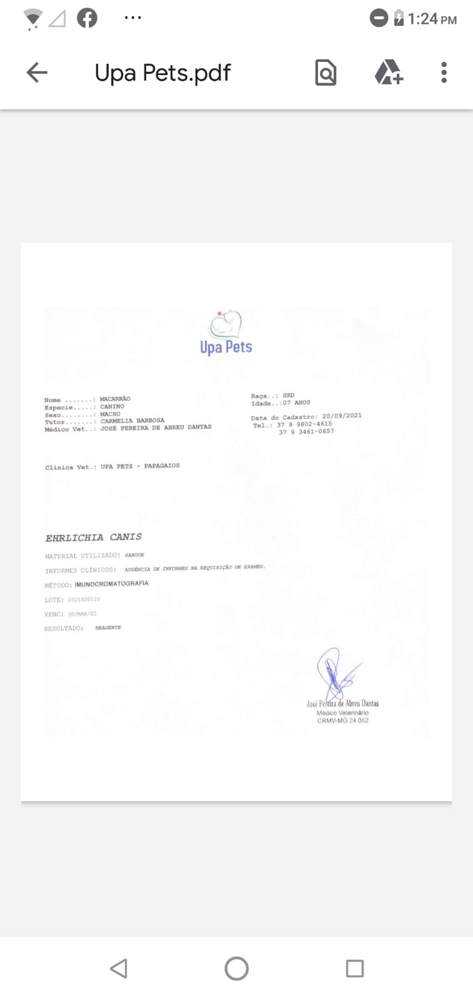 ... 1:24 PM
Upa Pets.pdf
Upa Pets
Nome .......: MACARRÃO
Especie.....: CANINO
Sexo........: MACHO
Tutor.......: CARMELIA BARBOSA
Médico Vet..: JOSÉ PEREIRA DE ABREU DANTAS
Raça..: SRD
Idade..:07 ANOS
Data do Cadastro: 20/09/2021
Tel.: 37 9 9802-4615
37 9 3461-0657
Clínica Vet.: UPA PETS - PAPAGAIOS
EHRLICHIA CANIS
MATERIAL UTILIZADO: SANGUE
INFORMES CLÍNICOS: AUSÊNCIA DE INFORMES NA REQUISIÇÃO DE EXAMES.
MÉTODO: IMUNOCROMATOGRAFIA
LOTE: 202102012V
VENC: 30/MAR/22
RESULTADO: REAGENTE
José Pereira de Abreu Dantas
Médico Veterinário
CRMV-MG 24.082